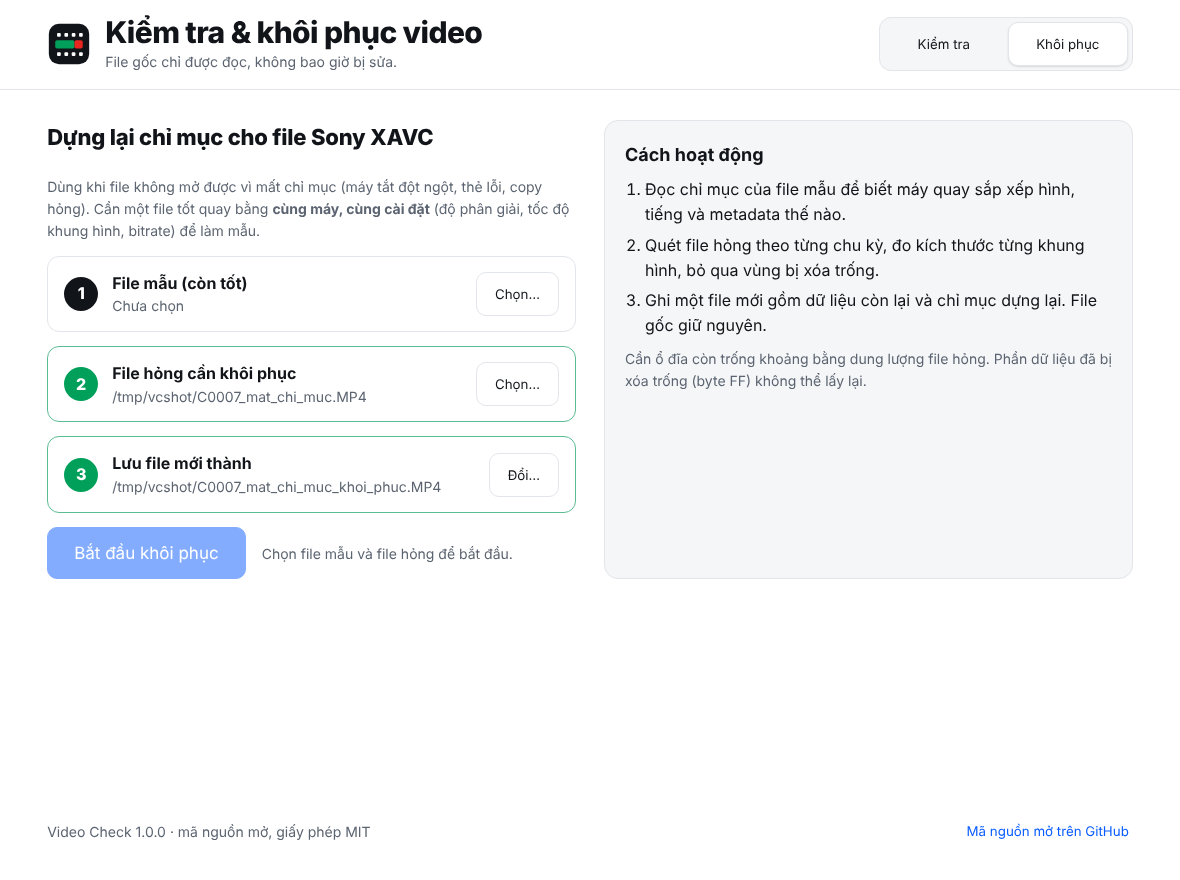 Kiểm tra & khôi phục video
File gốc chỉ được đọc, không bao giờ bị sửa.
Kiểm tra
Khôi phục
Dựng lại chỉ mục cho file Sony XAVC
Dùng khi file không mở được vì mất chỉ mục (máy tắt đột ngột, thẻ lỗi, copy
hỏng). Cần một file tốt quay bằng cùng máy, cùng cài đặt (độ phân giải, tốc độ
khung hình, bitrate) để làm mẫu.
1
File mẫu (còn tốt)
Chưa chọn
Chọn...
2
File hỏng cần khôi phục
/tmp/vcshot/C0007_mat_chi_muc.MP4
Chọn...
3
Lưu file mới thành
/tmp/vcshot/C0007_mat_chi_muc_khoi_phuc.MP4
Đổi...
Bắt đầu khôi phục
Chọn file mẫu và file hỏng để bắt đầu.
Cách hoạt động
1. Đọc chỉ mục của file mẫu để biết máy quay sắp xếp hình,
tiếng và metadata thế nào.
2. Quét file hỏng theo từng chu kỳ, đo kích thước từng khung
hình, bỏ qua vùng bị xóa trống.
3. Ghi một file mới gồm dữ liệu còn lại và chỉ mục dựng lại. File
gốc giữ nguyên.
Cần ổ đĩa còn trống khoảng bằng dung lượng file hỏng. Phần dữ liệu đã bị
xóa trống (byte FF) không thể lấy lại.
Video Check 1.0.0 · mã nguồn mở, giấy phép MIT
Mã nguồn mở trên GitHub